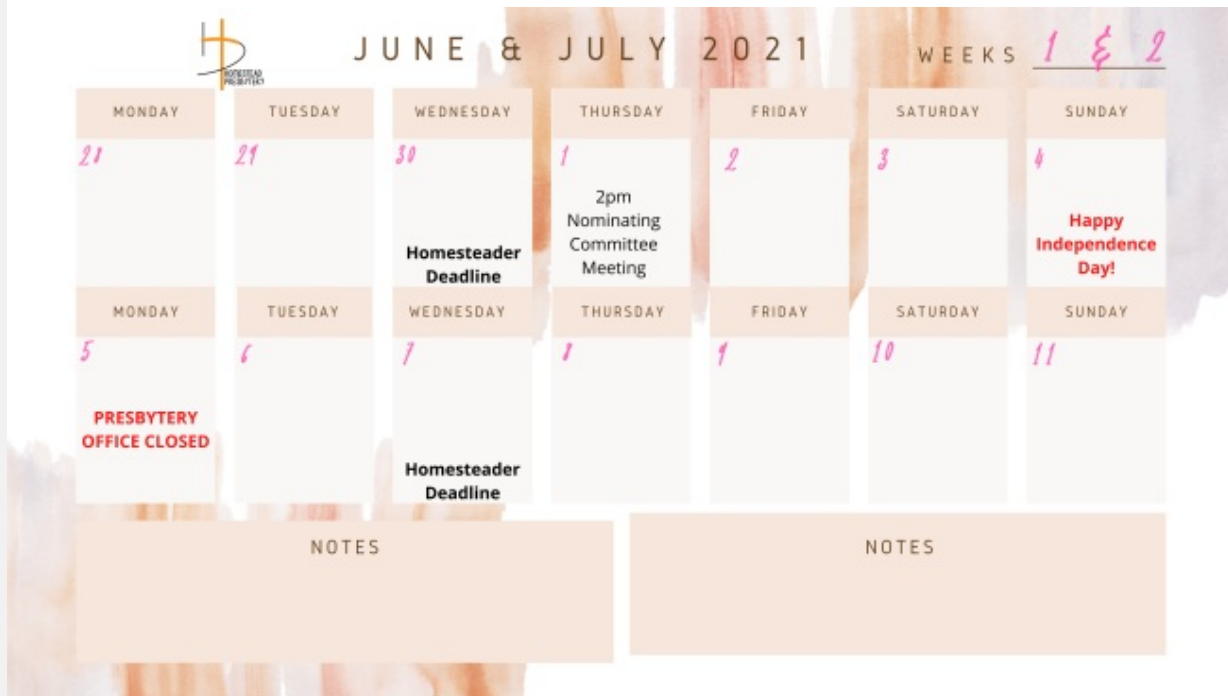 HOMESTEAD
PRESBYTERY
JUNE & JULY 2021
WEEKS 1 & 2
MONDAY TUESDAY WEDNESDAY THURSDAY FRIDAY SATURDAY SUNDAY
28 29 30 1 2 3 4
2pm
Nominating
Committee
Meeting
Homesteader
Deadline
Happy
Independence
Day!
MONDAY TUESDAY WEDNESDAY THURSDAY FRIDAY SATURDAY SUNDAY
5 6 7 8 9 10 11
PRESBYTERY
OFFICE CLOSED
Homesteader
Deadline
NOTES NOTES